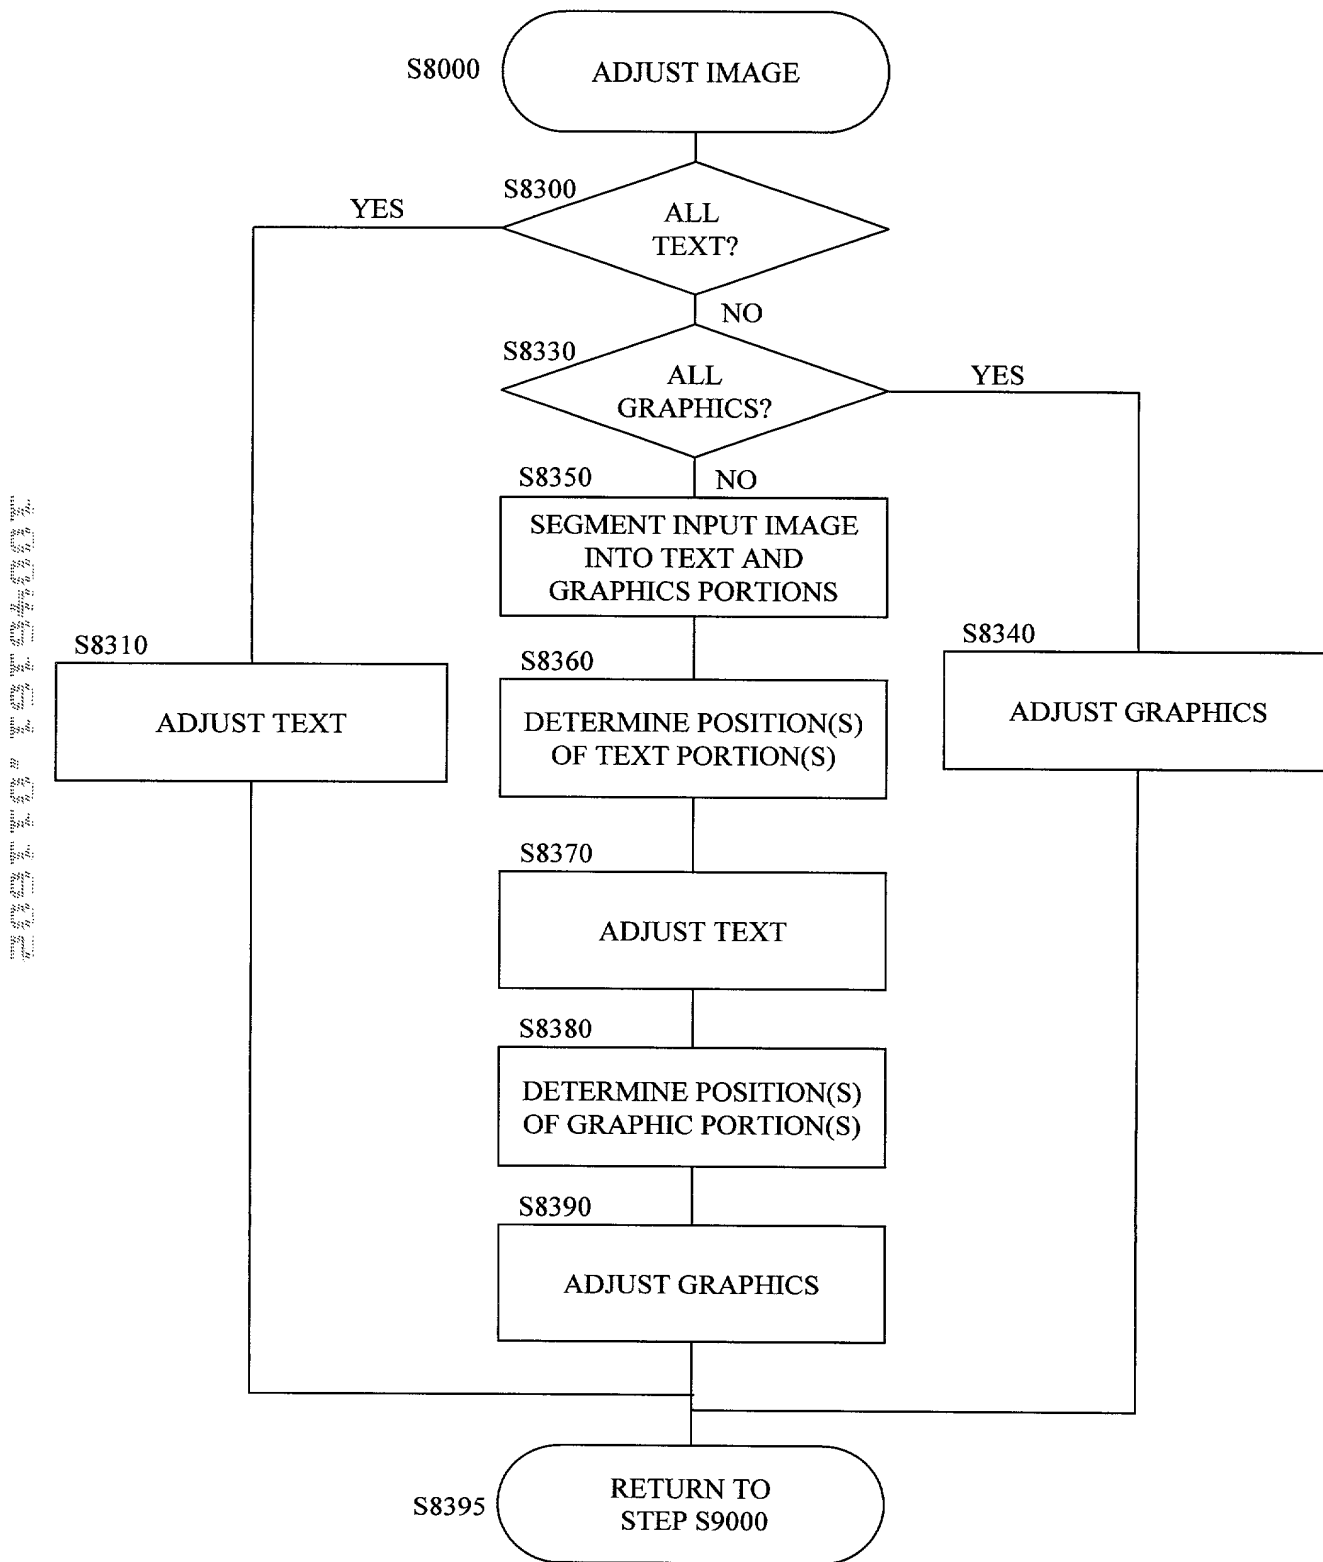 S8000
ADJUST IMAGE
S8300
YES
ALL
TEXT?
NO
S8330
ALL
GRAPHICS?
YES
S8350
NO
SEGMENT INPUT IMAGE
INTO TEXT AND
GRAPHICS PORTIONS
S8310
ADJUST TEXT
S8360
DETERMINE POSITION(S)
OF TEXT PORTION(S)
S8340
ADJUST GRAPHICS
S8370
ADJUST TEXT
S8380
DETERMINE POSITION(S)
OF GRAPHIC PORTION(S)
S8390
ADJUST GRAPHICS
S8395
RETURN TO
STEP S9000